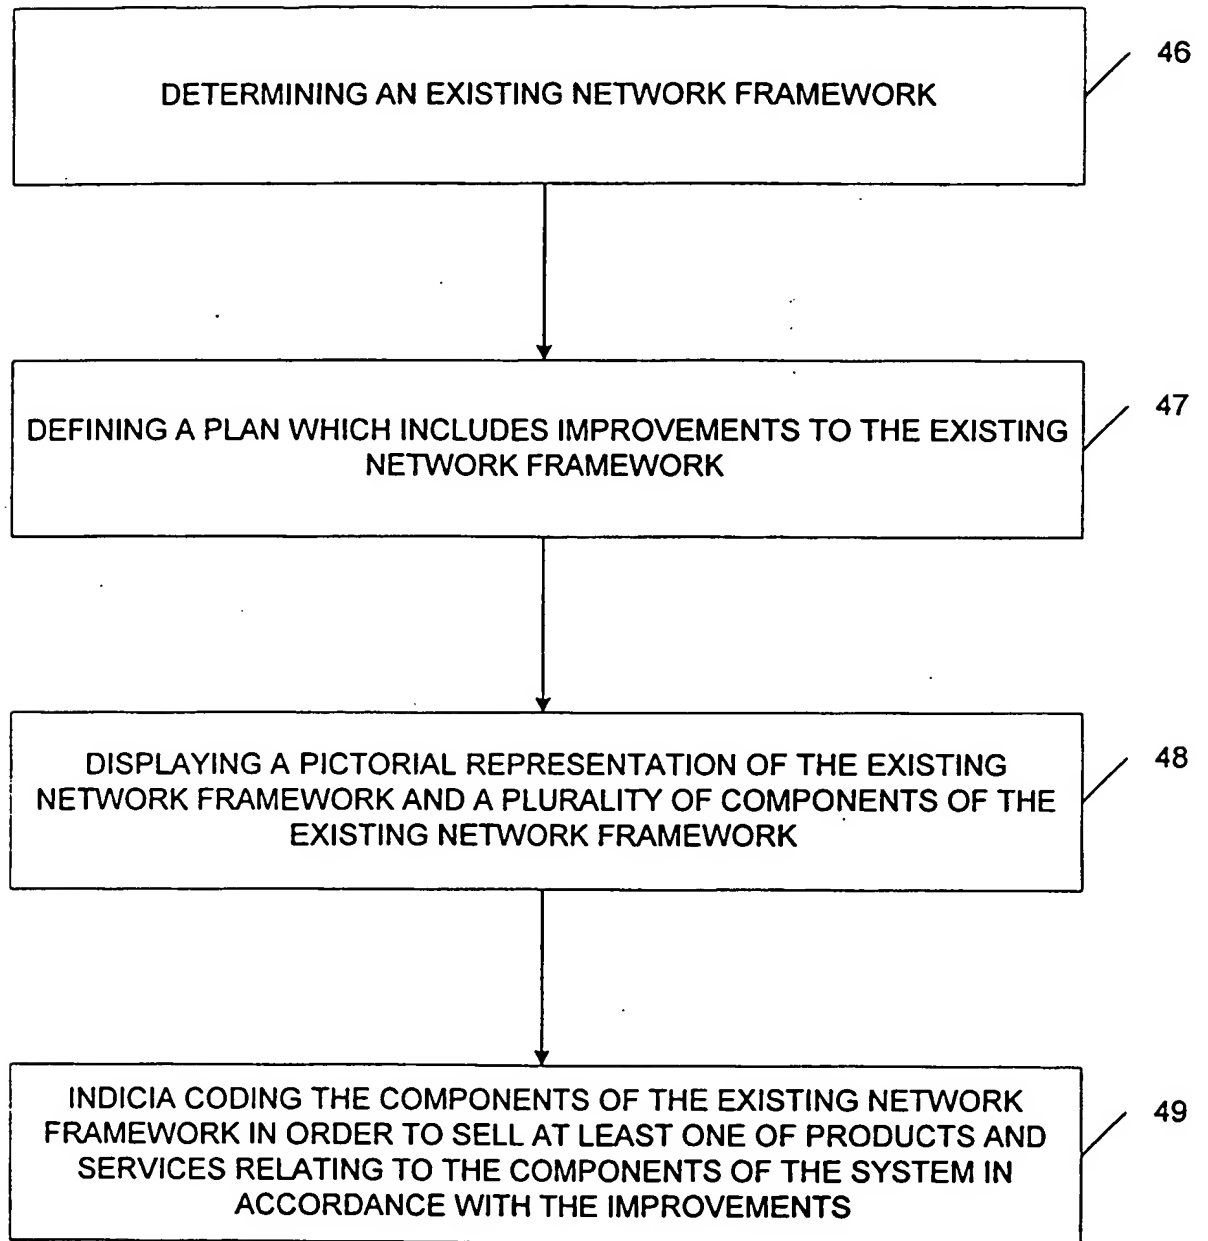 DETERMINING AN EXISTING NETWORK FRAMEWORK
46
DEFINING A PLAN WHICH INCLUDES IMPROVEMENTS TO THE EXISTING
NETWORK FRAMEWORK
47
DISPLAYING A PICTORIAL REPRESENTATION OF THE EXISTING
NETWORK FRAMEWORK AND A PLURALITY OF COMPONENTS OF THE
EXISTING NETWORK FRAMEWORK
48
INDICIA CODING THE COMPONENTS OF THE EXISTING NETWORK
FRAMEWORK IN ORDER TO SELL AT LEAST ONE OF PRODUCTS AND
SERVICES RELATING TO THE COMPONENTS OF THE SYSTEM IN
ACCORDANCE WITH THE IMPROVEMENTS
49